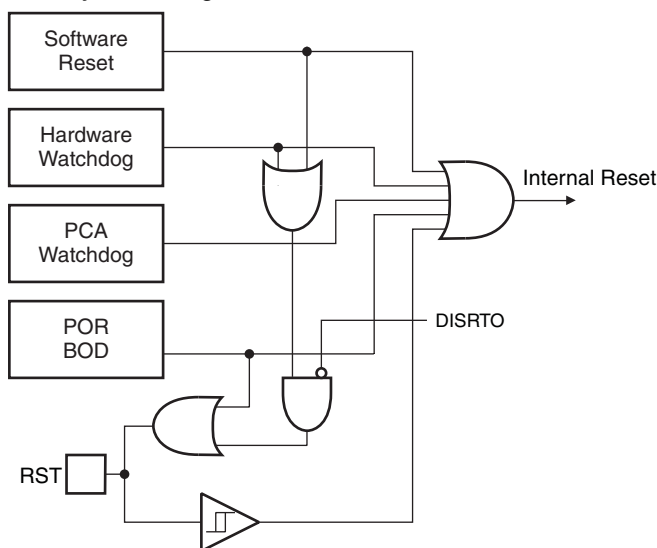 Software
Reset
Hardware
Watchdog
Internal Reset
PCA
Watchdog
POR
BOD
DISRTO
RST